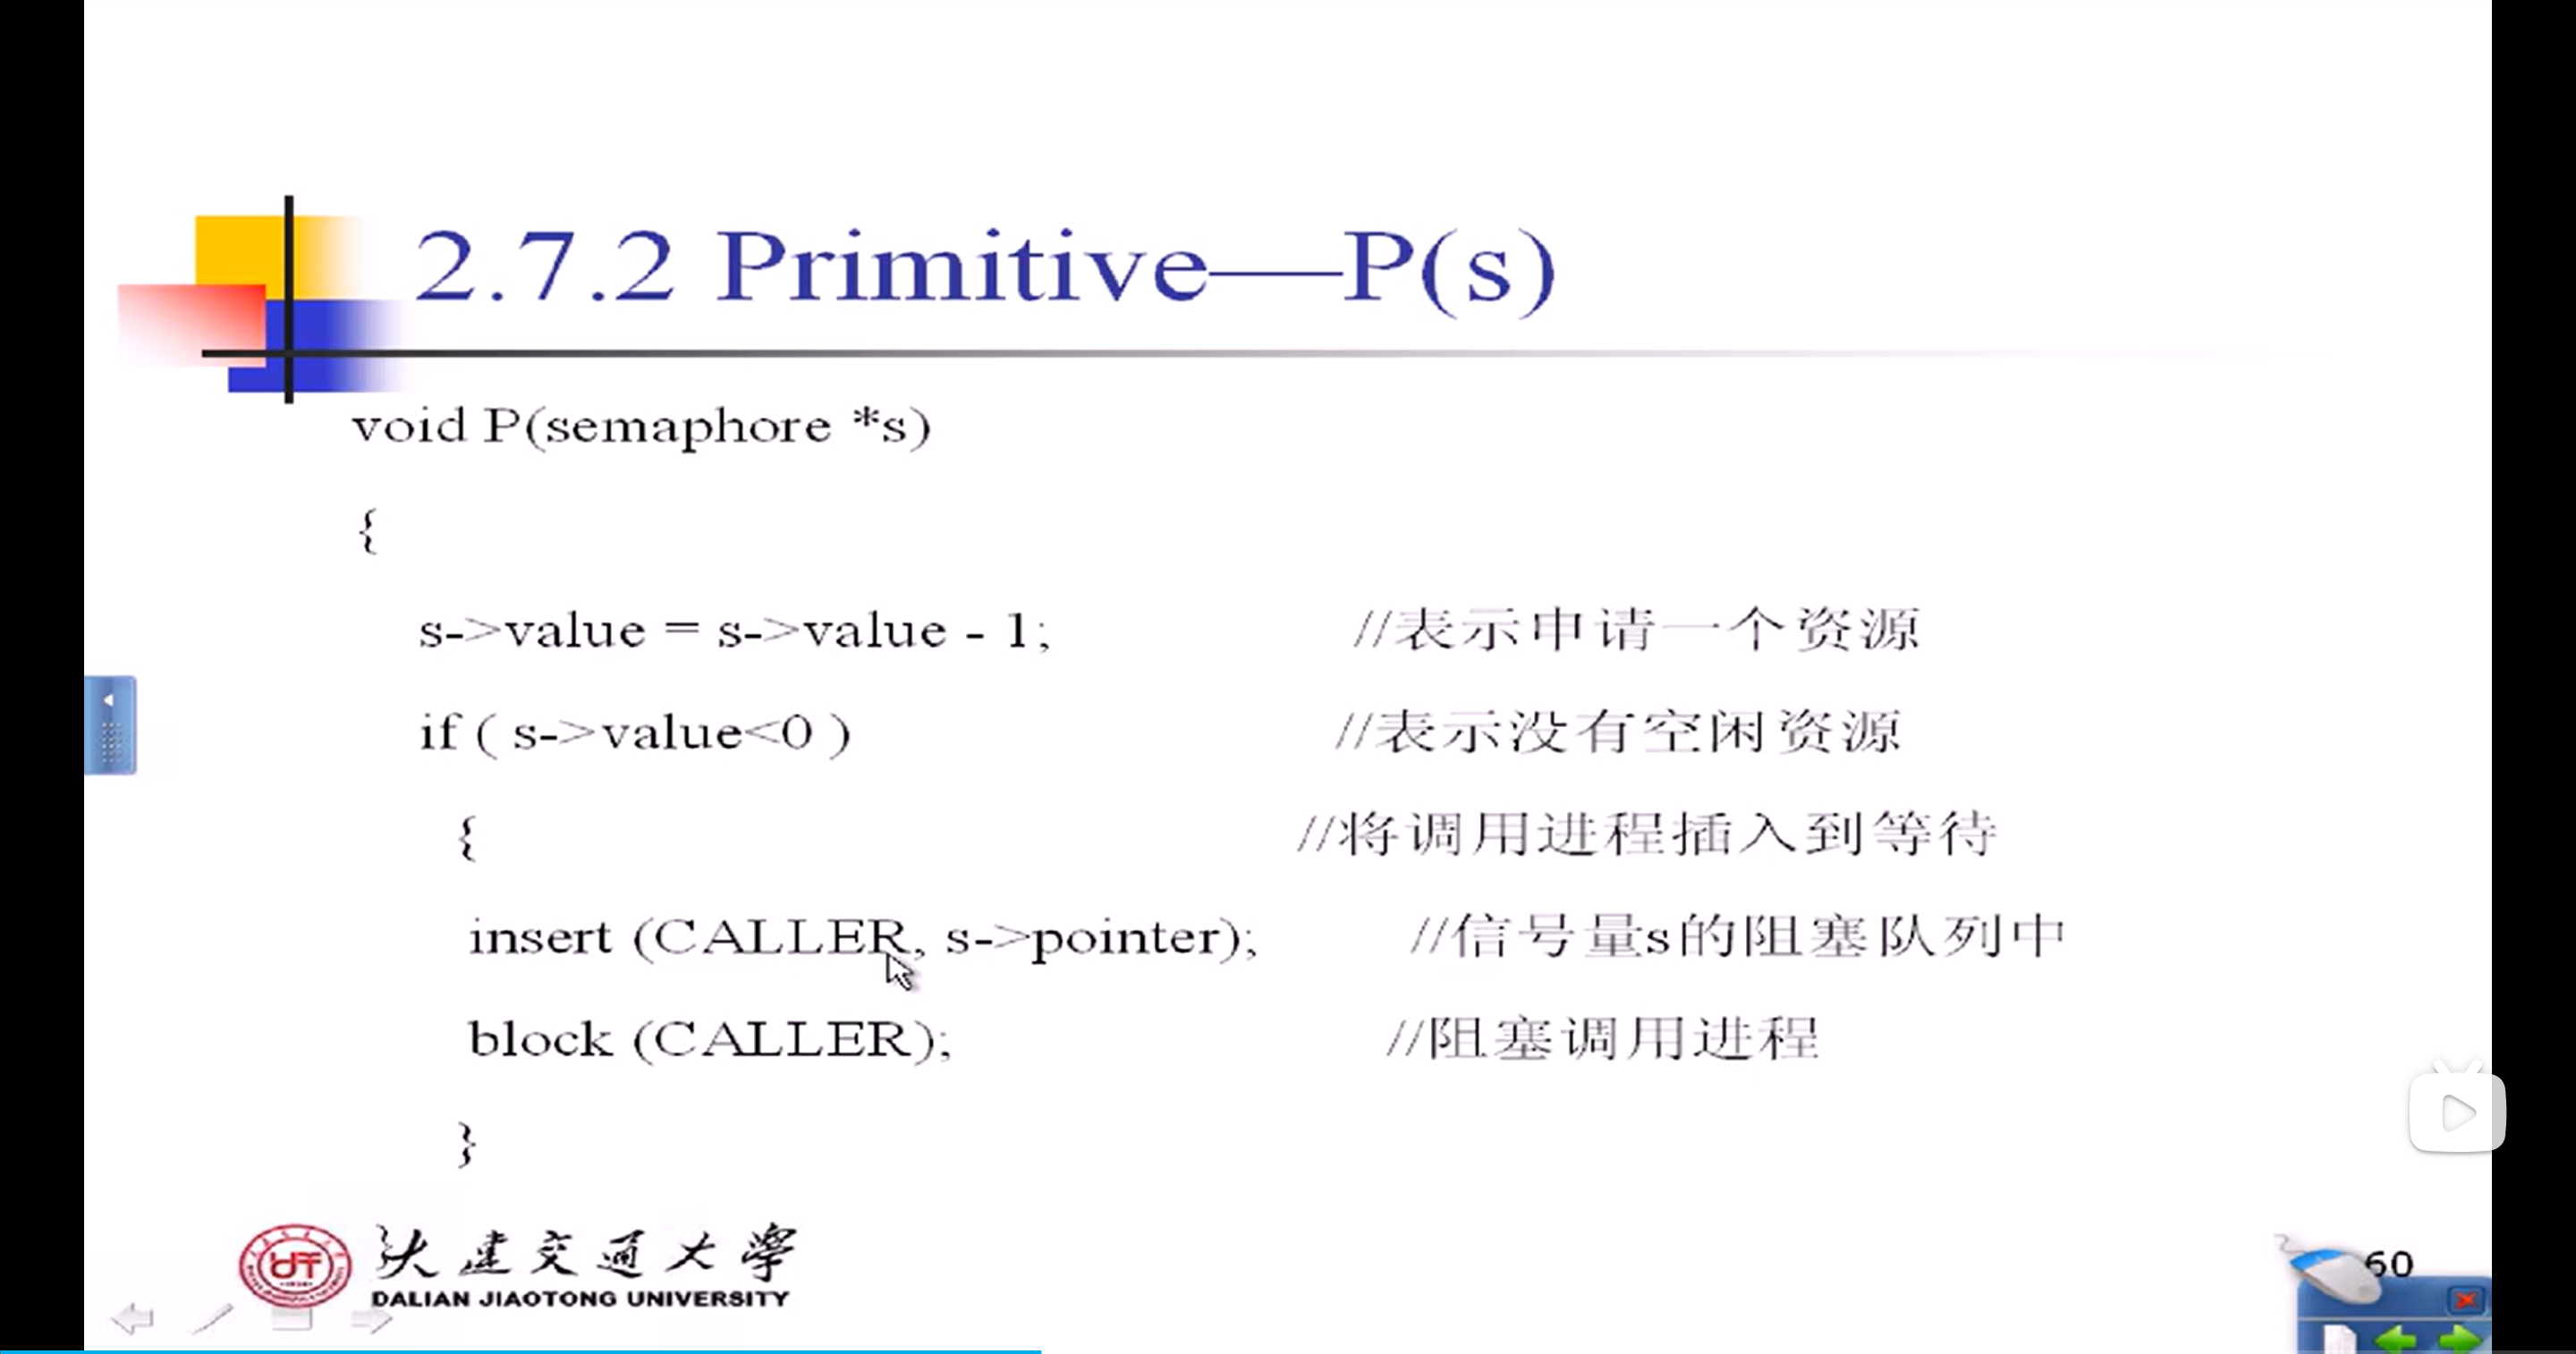 2.7.2 Primitive—P(s)
void P(semaphore *s)
{
s->value = s->value - 1; //表示申请一个资源
if ( s->value<0 ) //表示没有空闲资源
{ //将调用进程插入到等待
insert (CALLER, s->pointer); //信号量s的阻塞队列中
block (CALLER); //阻塞调用进程
}
大连交通大学
DALIAN JIAOTONG UNIVERSITY
60